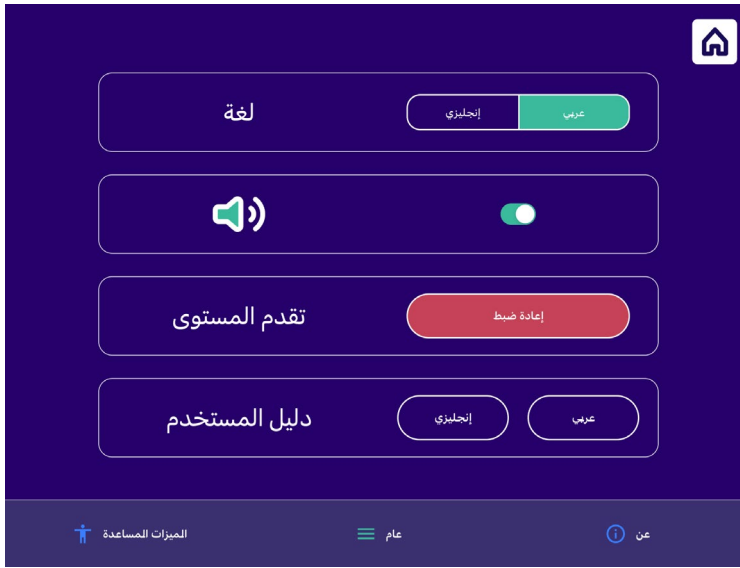 لغة
إنجليزي
عربي
تقدم المستوى
إعادة ضبط
دليل المستخدم
إنجليزي
عربي
عن
عام
الميزات المساعدة